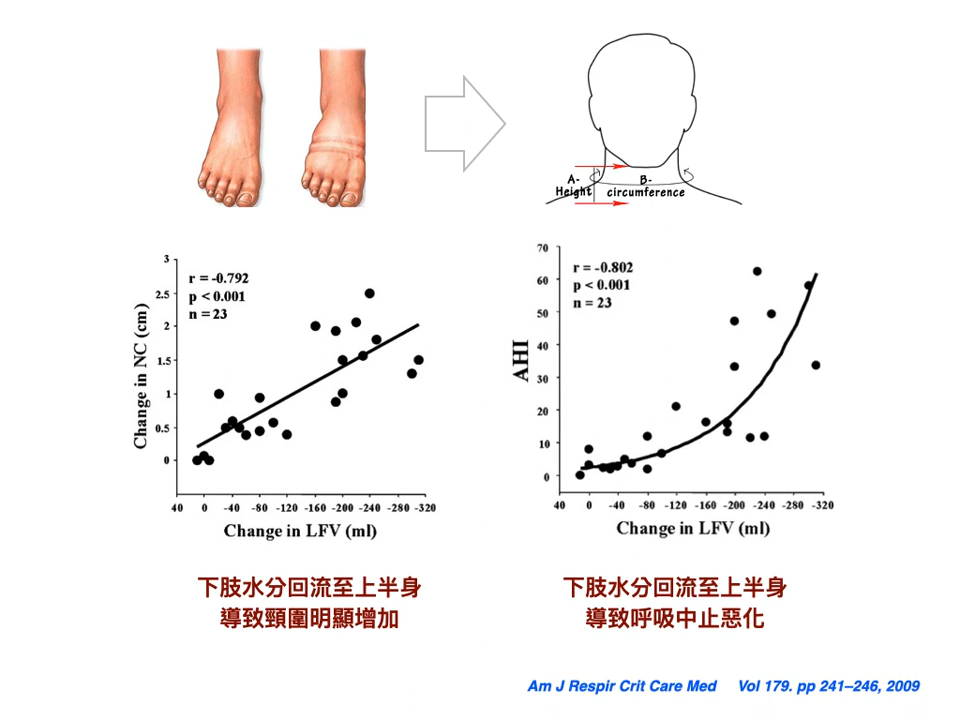 A-
Height
B-
circumference
r = -0.792
p < 0.001
n = 23
Change in NC (cm)
3
2.5
2
1.5
1
0.5
0
40 0 -40 -80 -120 -160 -200 -240 -280 -320
Change in LFV (ml)
r = -0.802
p < 0.001
n = 23
AHI
70
60
50
40
30
20
10
0
40 0 -40 -80 -120 -160 -200 -240 -280 -320
Change in LFV (ml)
下肢水分回流至上半身
導致頸圍明顯增加
下肢水分回流至上半身
導致呼吸中止惡化
Am J Respir Crit Care Med Vol 179. pp 241–246, 2009